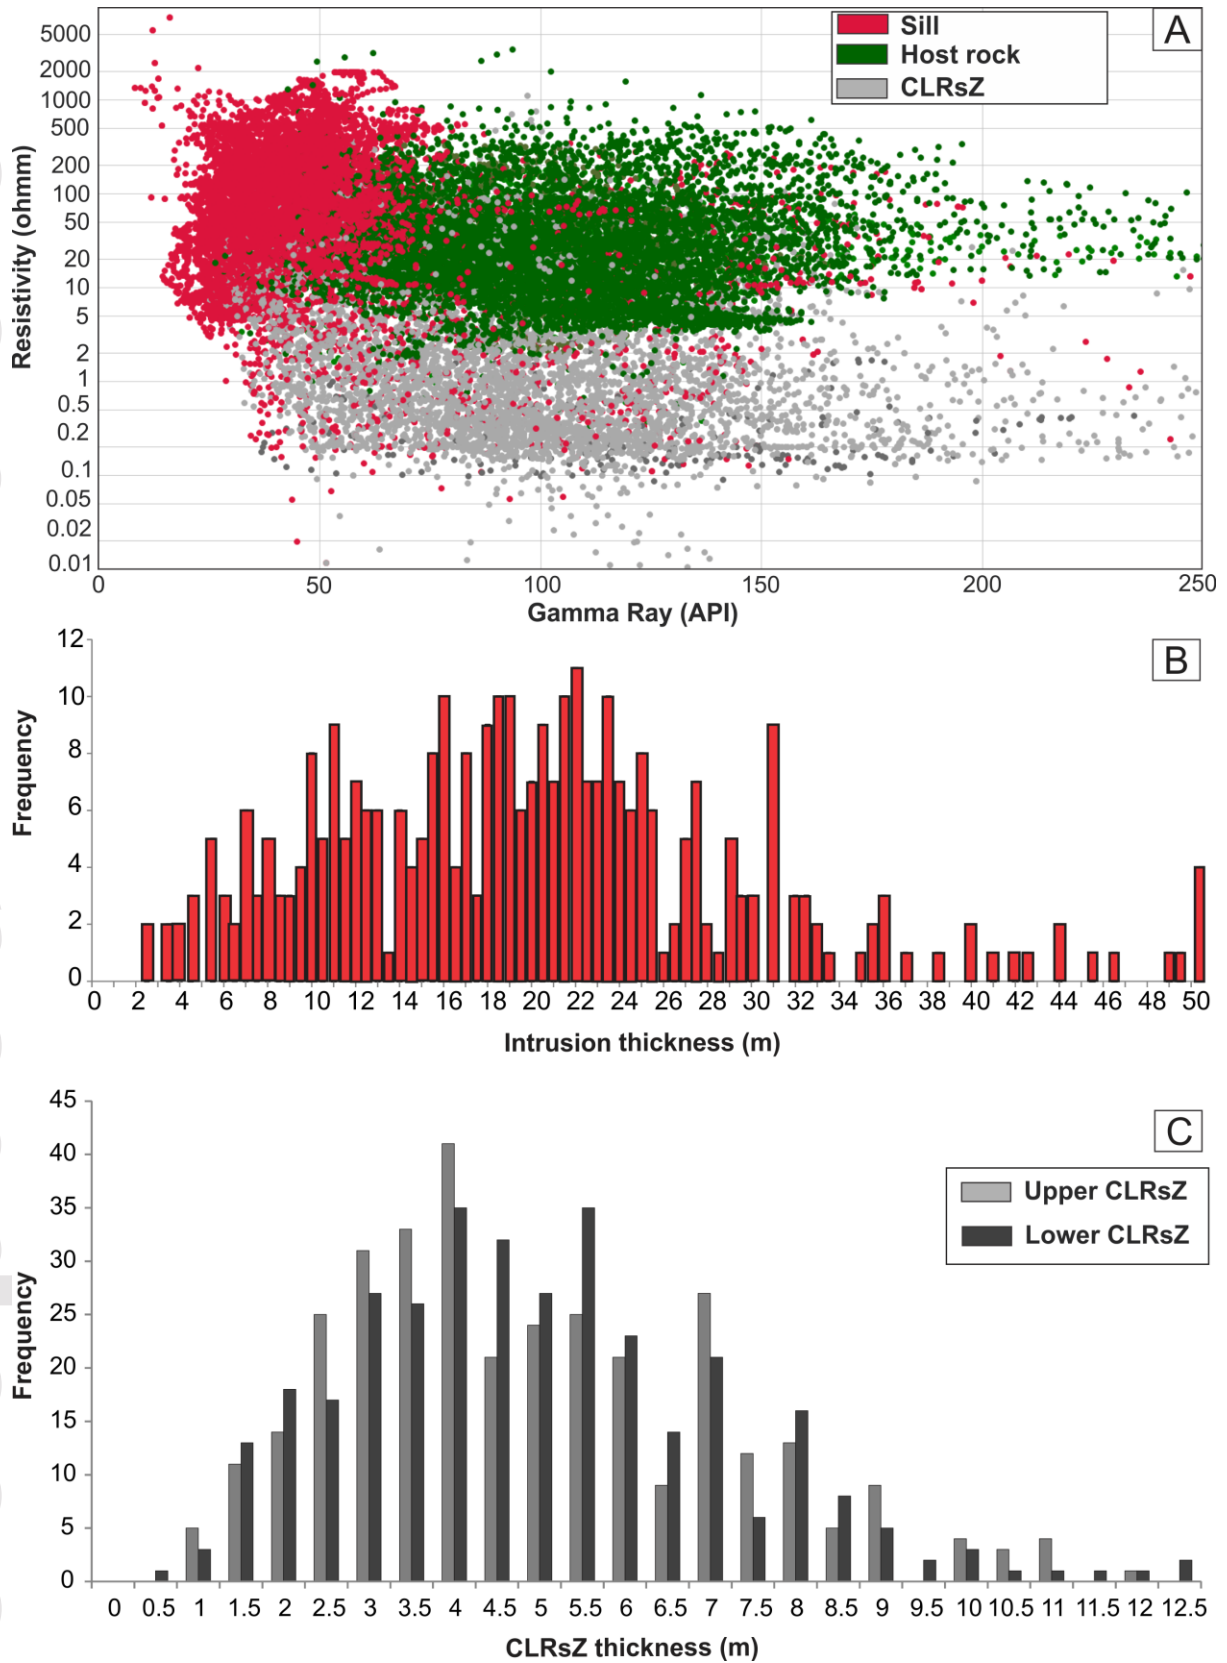 A
Sill
Host rock
CLRsZ
Resistivity (ohmm)
5000
2000
1000
500
200
100
50
20
10
5
2
1
0.5
0.2
0.1
0.05
0.02
0.01
0 50 100 150 200 250
Gamma Ray (API)
B
Frequency
12
10
8
6
4
2
0
0 2 4 6 8 10 12 14 16 18 20 22 24 26 28 30 32 34 36 38 40 42 44 46 48 50
Intrusion thickness (m)
C
Upper CLRsZ
Lower CLRsZ
Frequency
45
40
35
30
25
20
15
10
5
0
0 0.5 1 1.5 2 2.5 3 3.5 4 4.5 5 5.5 6 6.5 7 7.5 8 8.5 9 9.5 10 10.5 11 11.5 12 12.5
CLRsZ thickness (m)